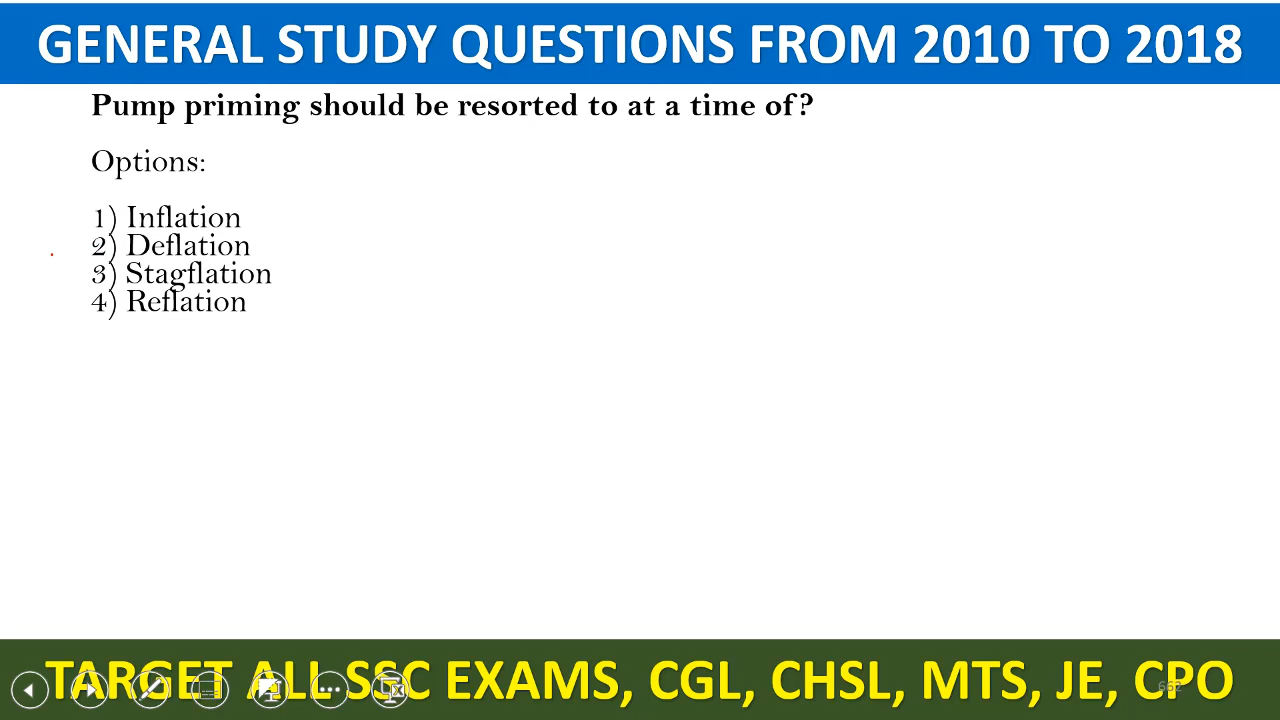 GENERAL STUDY QUESTIONS FROM 2010 TO 2018
Pump priming should be resorted to at a time of?
Options:
1) Inflation
2) Deflation
3) Stagflation
4) Reflation
TARGET ALL SSC EXAMS, CGL, CHSL, MTS, JE, CPO
662